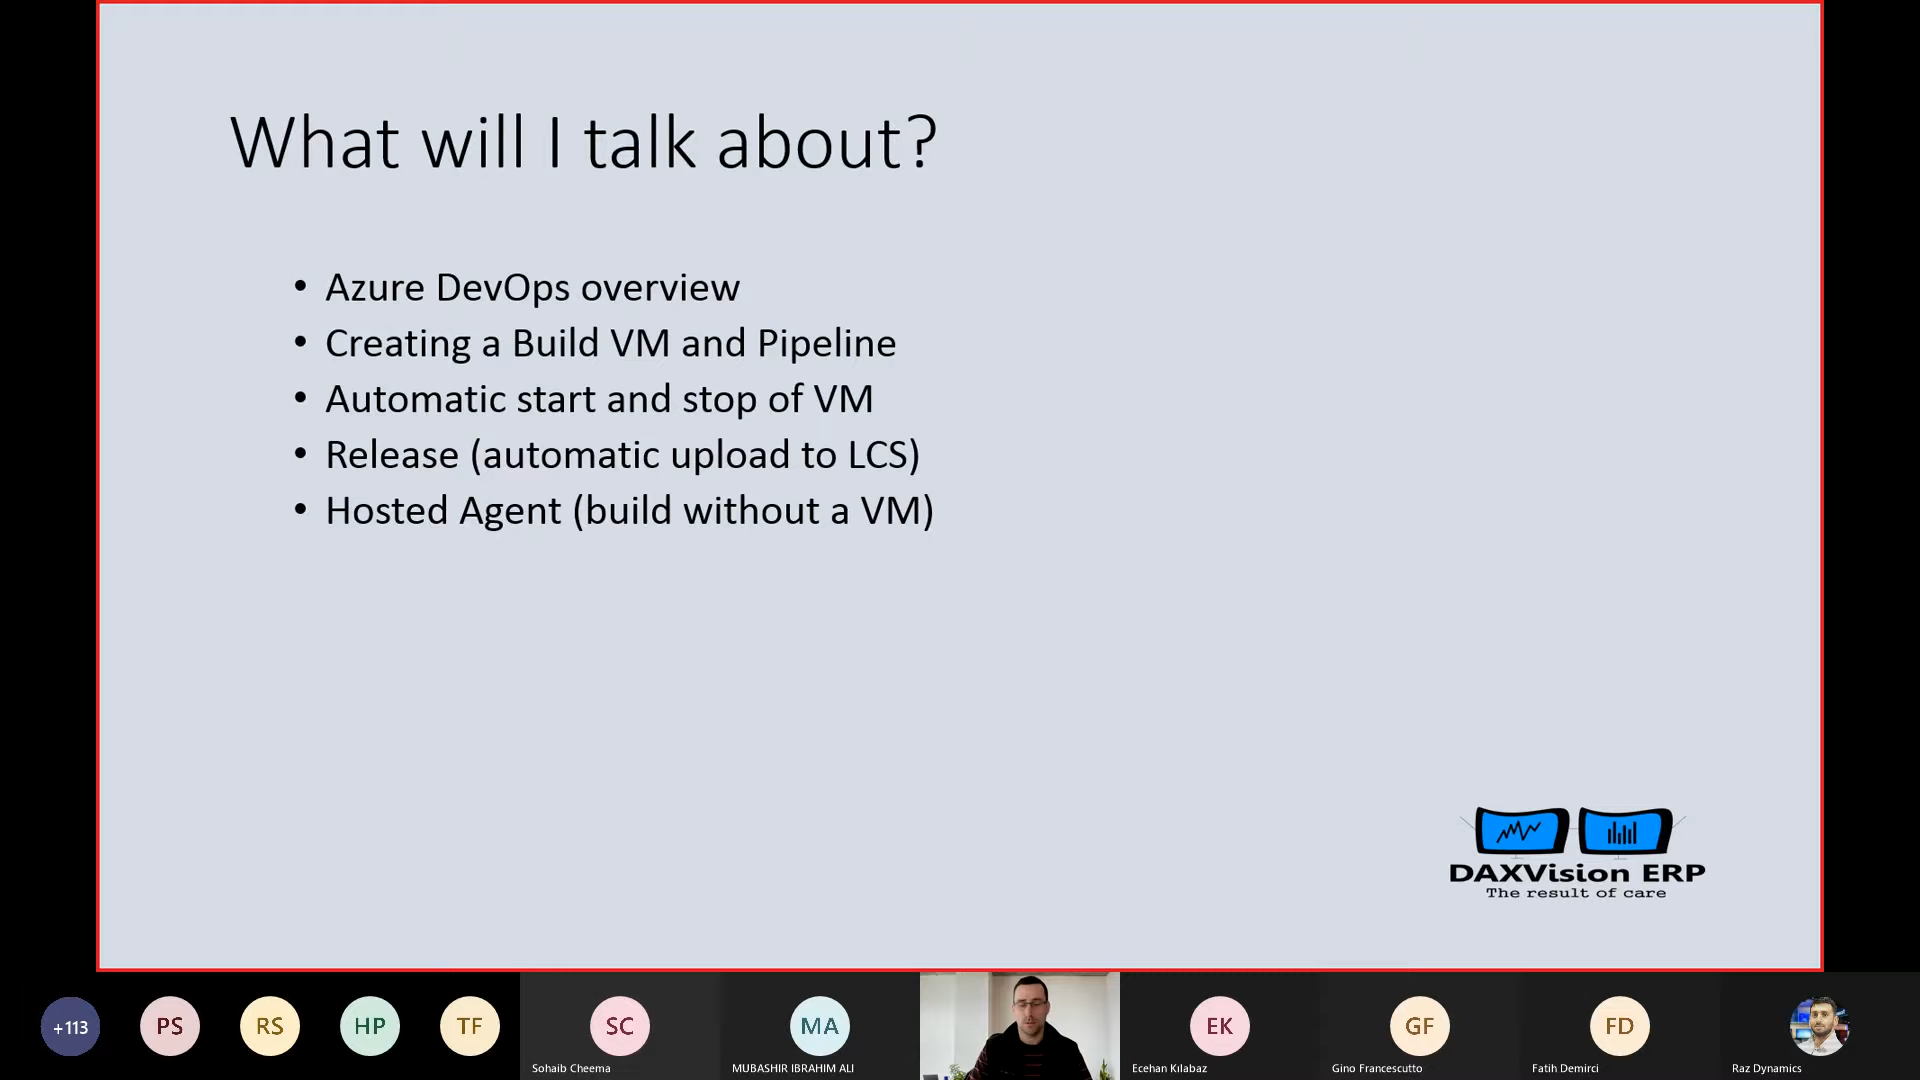 What will I talk about?
• Azure DevOps overview
• Creating a Build VM and Pipeline
• Automatic start and stop of VM
• Release (automatic upload to LCS)
• Hosted Agent (build without a VM)
DAXVision ERP
The result of care
+113
PS
RS
HP
TF
SC
MA
EK
GF
FD
Sohaib Cheema
MUBASHIR IBRAHIM ALI
Ecehan Kılabaz
Gino Francescutto
Fatih Demirci
Raz Dynamics